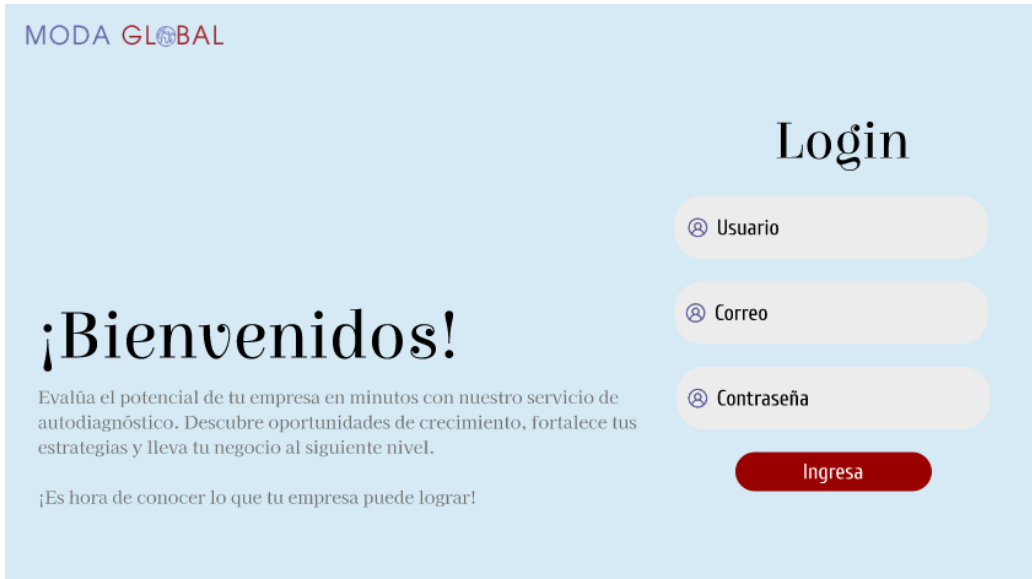 MODA GLOBAL
¡Bienvenidos!
Evalúa el potencial de tu empresa en minutos con nuestro servicio de
autodiagnóstico. Descubre oportunidades de crecimiento, fortalece tus
estrategias y lleva tu negocio al siguiente nivel.
¡Es hora de conocer lo que tu empresa puede lograr!
Login
Usuario
Correo
Contraseña
Ingresa